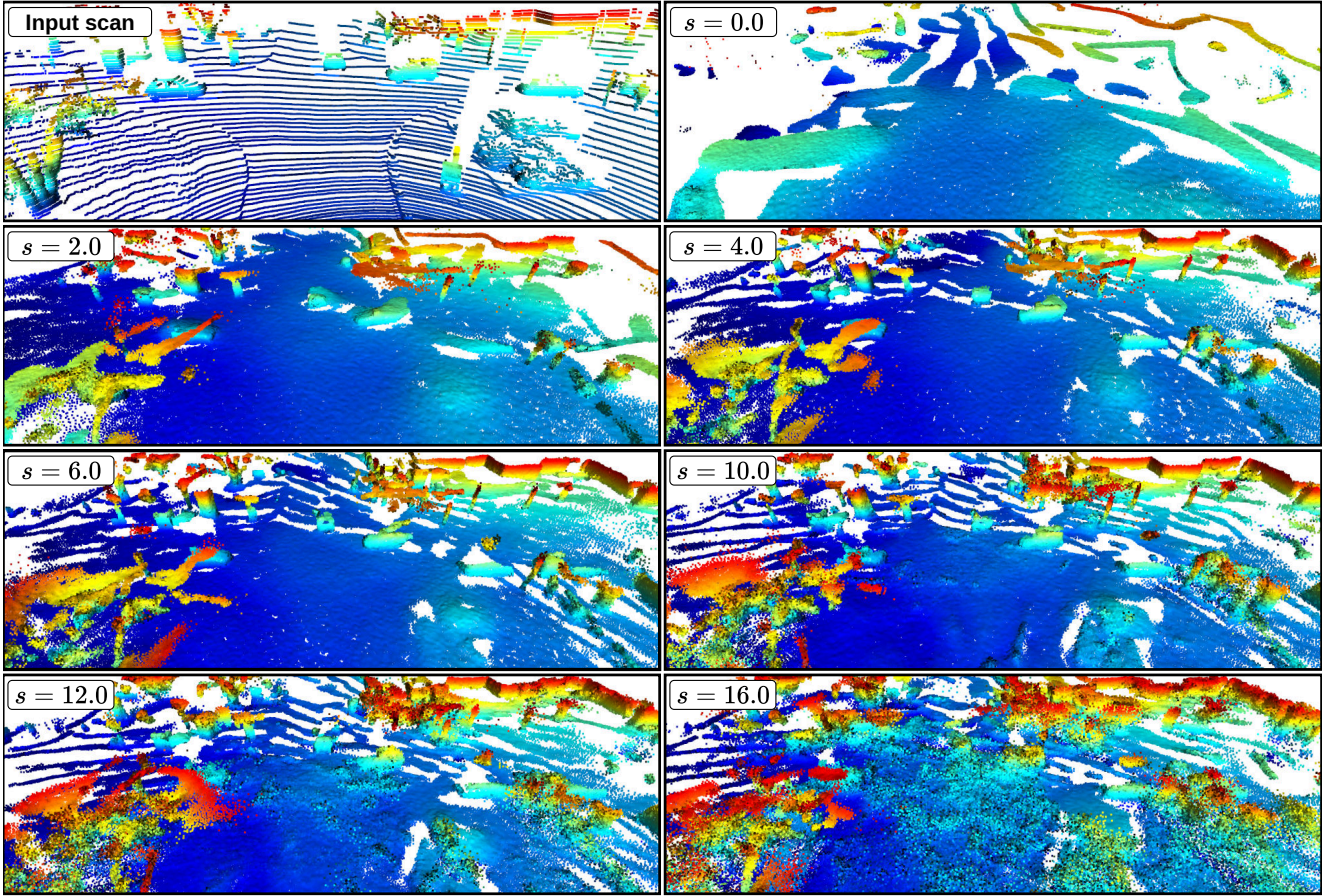 Input scan
s = 0.0
s = 2.0
s = 4.0
s = 6.0
s = 10.0
s = 12.0
s = 16.0